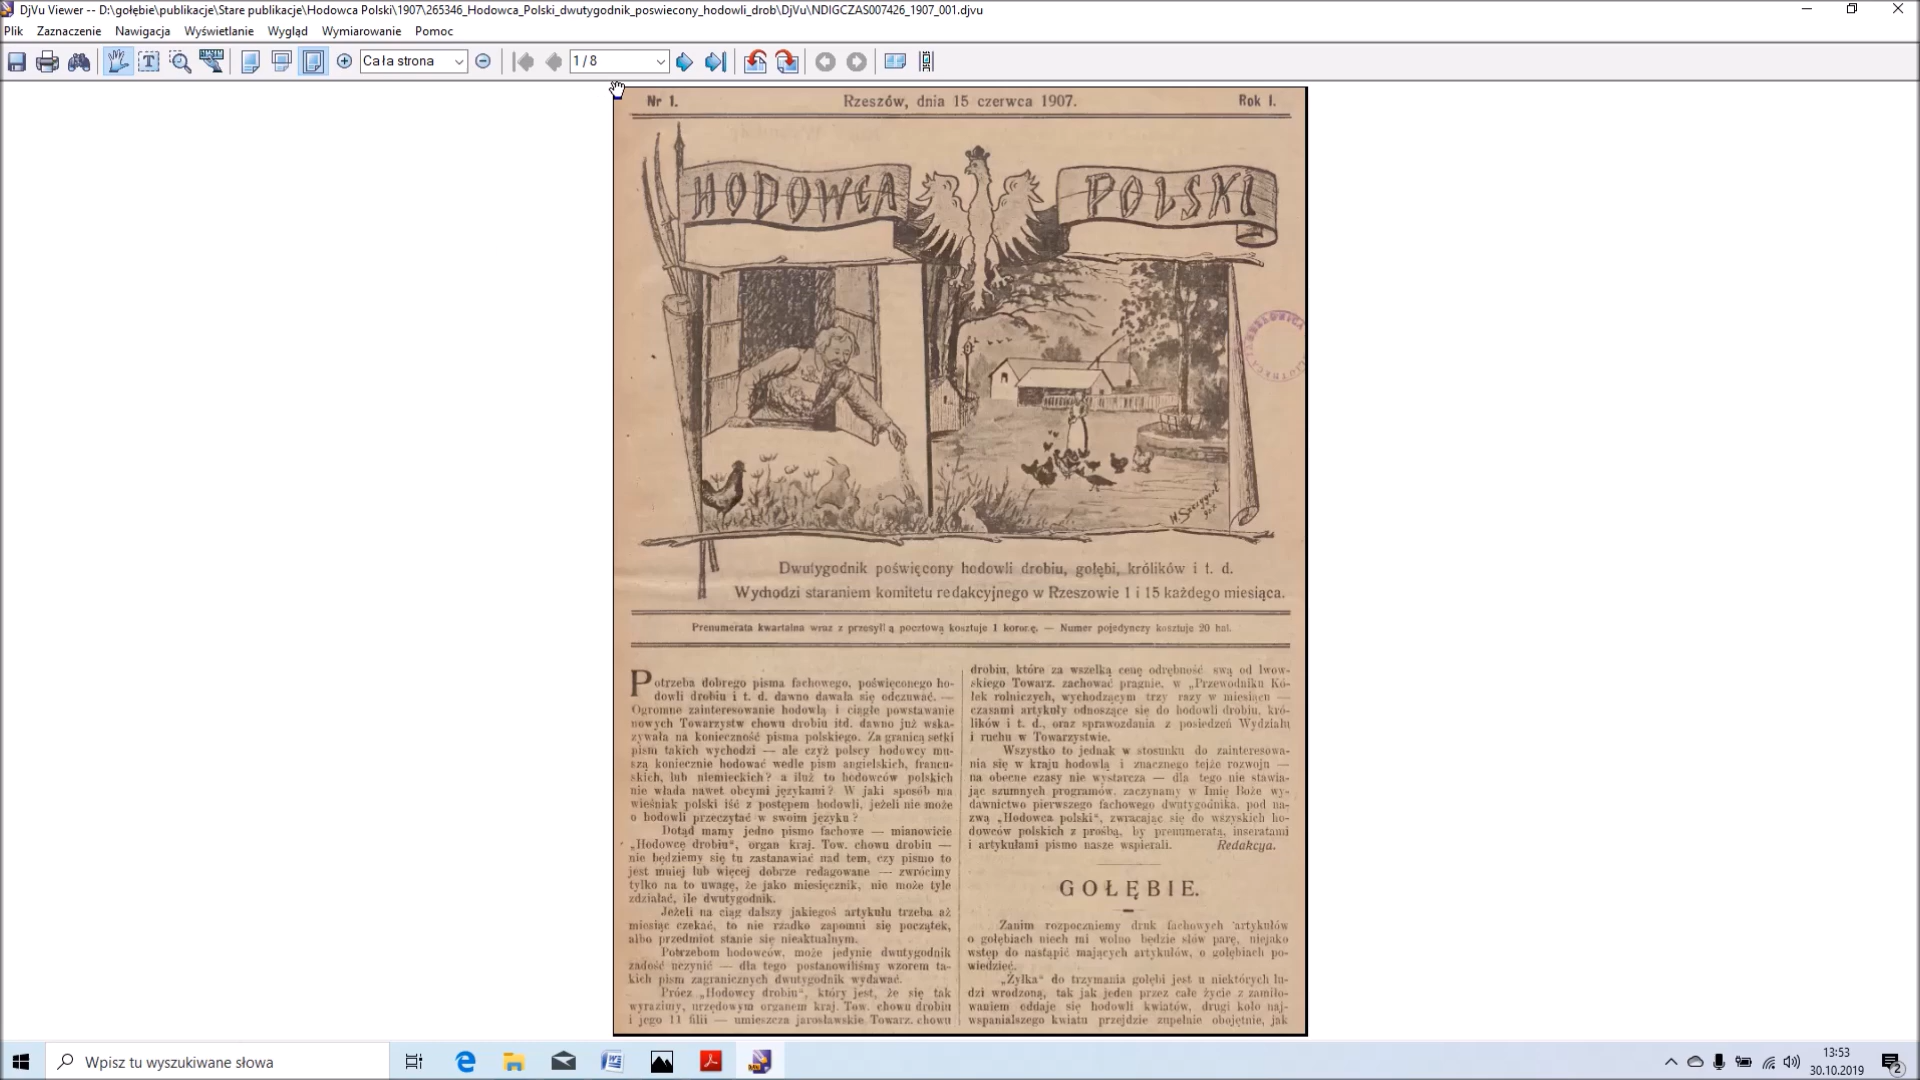 DjVu Viewer -- D:\gołębie\publikacje\Stare publikacje\Hodowca Polski\1907\265346_Hodowca_Polski_dwutygodnik_poswiecony_hodowli_drob\DjVu\NDIGCZAS007426_1907_001.djvu
Plik Zaznaczenie Nawigacja Wyświetlanie Wygląd Wymiarowanie Pomoc
Cała strona
1 / 8
Nr 1. Rzeszów, dnia 15 czerwca 1907. Rok I.
HODOWCA POLSKI
Dwutygodnik poświęcony hodowli drobiu, gołębi, królików i t. d.
Wychodzi staraniem komitetu redakcyjnego w Rzeszowie 1 i 15 każdego miesiąca.
Prenumerata kwartalna wraz z przesyłką pocztową kosztuje 1 koronę. — Numer pojedynczy kosztuje 20 hal.
Potrzeba dobrego pisma fachowego, poświęconego ho-
dowli drobiu i t. d. dawno dawała się odczuwać. —
Ogromne zainteresowanie hodowlą i ciągłe powstawanie
nowych Towarzystw chowu drobiu itd. dawno już wska-
zywała na konieczność pisma polskiego. Za granicą setki
pism takich wychodzi — ale czyż polscy hodowcy mu-
szą koniecznie hodować wedle pism angielskich, francu-
skich, lub niemieckich? a iluż to hodowców polskich
nie włada nawet obcymi językami? W jaki sposób ma
wieśniak polski iść z postępem hodowli, jeżeli nie może
o hodowli przeczytać w swoim języku?
Dotąd mamy jedno pismo fachowe — mianowicie
„Hodowcę drobiu“, organ kraj. Tow. chowu drobiu —
nie będziemy się tu zastanawiać nad tem, czy pismo to
jest mniej lub więcej dobrze redagowane — zwrócimy
tylko na to uwagę, że jako miesięcznik, nie może tyle
zdziałać, ile dwutygodnik.
Jeżeli na ciąg dalszy jakiegoś artykułu trzeba aż
miesiąc czekać, to nie rzadko zapomni się początek,
albo przedmiot stanie się nieaktualnym.
Potrzebom hodowców, może jedynie dwutygodnik
zadość uczynić — dla tego postanowiliśmy wzorem ta-
kich pism zagranicznych dwutygodnik wydawać.
Prócz „Hodowcy drobiu“, który jest, że się tak
wyrazimy, urzędowym organem kraj. Tow. chowu drobiu
i jego 11 filii — umieszcza jarosławskie Towarz. chowu
drobiu, które za wszelką cenę odrębność swą od lwow-
skiego Towarz. zachować pragnie, w „Przewodniku Kó-
łek rolniczych, wychodzącym trzy razy w miesiącu —
czasami artykuły odnoszące się do hodowli drobiu, kró-
lików i t. d., oraz sprawozdania z posiedzeń Wydziału
i ruchu w Towarzystwie.
Wszystko to jednak w stosunku do zainteresowa-
nia się w kraju hodowlą i znacznego tejże rozwoju —
na obecne czasy nie wystarcza — dla tego nie stawia-
jąc szumnych programów, zaczynamy w Imię Boże wy-
dawnictwo pierwszego fachowego dwutygodnika, pod na-
zwą „Hodowca polski“, zwracając się do wszyskich ho-
dowców polskich z prośbą, by prenumeratą, inseratami
i artykułami pismo nasze wspierali. Redakcya.
GOŁĘBIE.
Zanim rozpoczniemy druk fachowych artykułów
o gołębiach niech mi wolno będzie słów parę, niejako
wstęp do nastąpić mających artykułów, o gołębiach po-
wiedzieć.
„Żyłka“ do trzymania gołębi jest u niektórych lu-
dzi wrodzoną, tak jak jeden przez całe życie z zamiło-
waniem oddaje się hodowli kwiatów, drugi koło naj-
wspanialszego kwiatu przejdzie zupełnie obojętnie, jak
Wpisz tu wyszukiwane słowa
13:53
30.10.2019
2